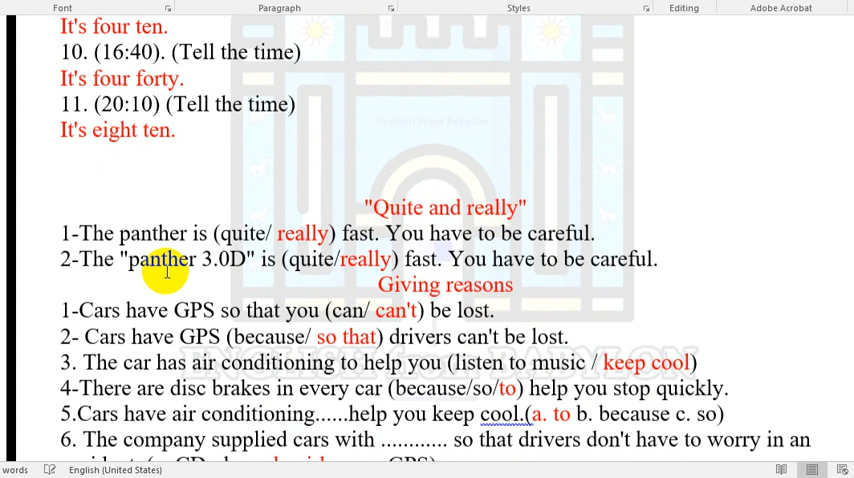 Font Paragraph Styles Editing Adobe Acrobat
It's four ten.
10. (16:40). (Tell the time)
It's four forty.
11. (20:10) (Tell the time)
English from Babylon
It's eight ten.
"Quite and really"
1-The panther is (quite/ really) fast. You have to be careful.
2-The "panther 3.0D" is (quite/really) fast. You have to be careful.
Giving reasons
1-Cars have GPS so that you (can/ can't) be lost.
2- Cars have GPS (because/ so that) drivers can't be lost.
ENGLISH from BABYLON
3. The car has air conditioning to help you (listen to music / keep cool)
4-There are disc brakes in every car (because/so/to) help you stop quickly.
5.Cars have air conditioning......help you keep cool.(a. to b. because c. so)
6. The company supplied cars with ............ so that drivers don't have to worry in an
words English (United States)